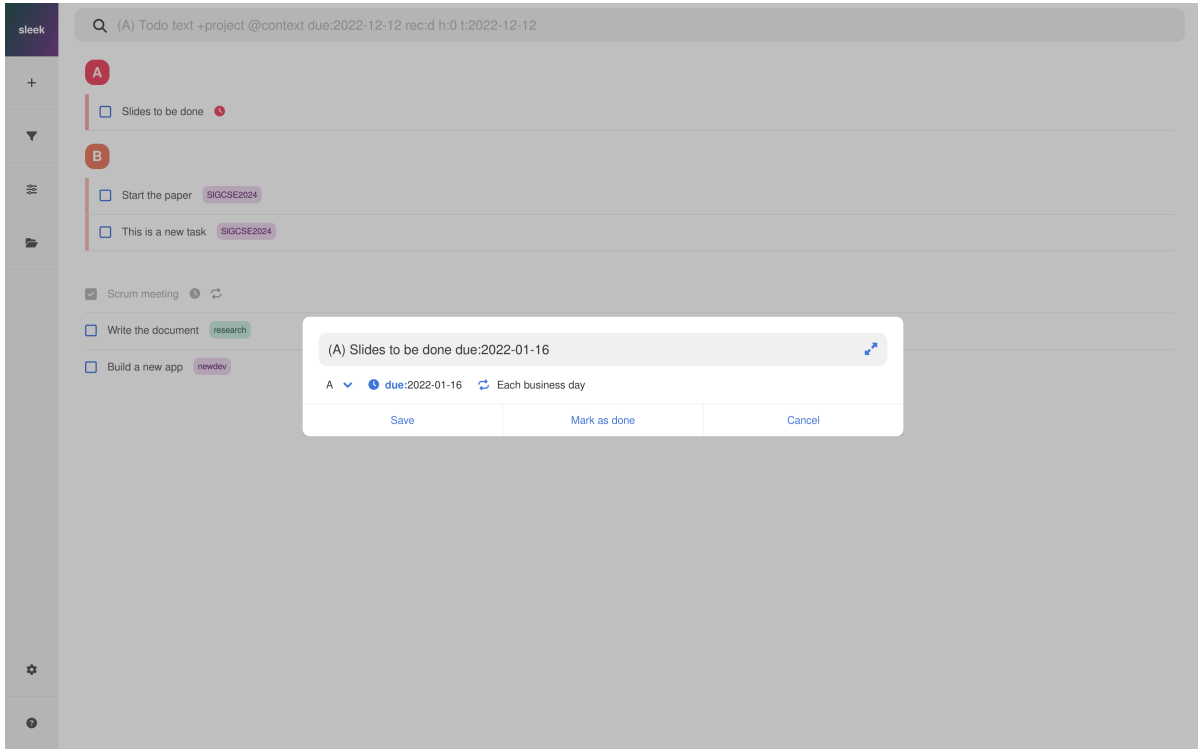 sleek
(A) Todo text +project @context due:2022-12-12 rec:d h:0 t:2022-12-12
A
Slides to be done
B
Start the paper SIGCSE2024
This is a new task SIGCSE2024
Scrum meeting
Write the document research
Build a new app newdev
(A) Slides to be done due:2022-01-16
A due:2022-01-16 Each business day
Save Mark as done Cancel